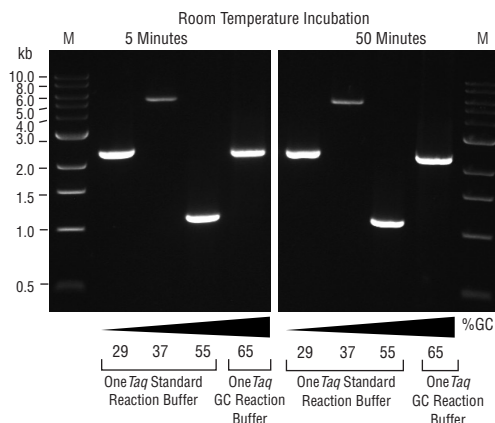 Room Temperature Incubation
kb M 5 Minutes 50 Minutes M
10.0
8.0
6.0
5.0
4.0
3.0
2.0
1.5
1.0
0.5
%GC
29 37 55 65 29 37 55 65
OneTaq Standard Reaction Buffer
OneTaq GC Reaction Buffer
OneTaq Standard Reaction Buffer
OneTaq GC Reaction Buffer